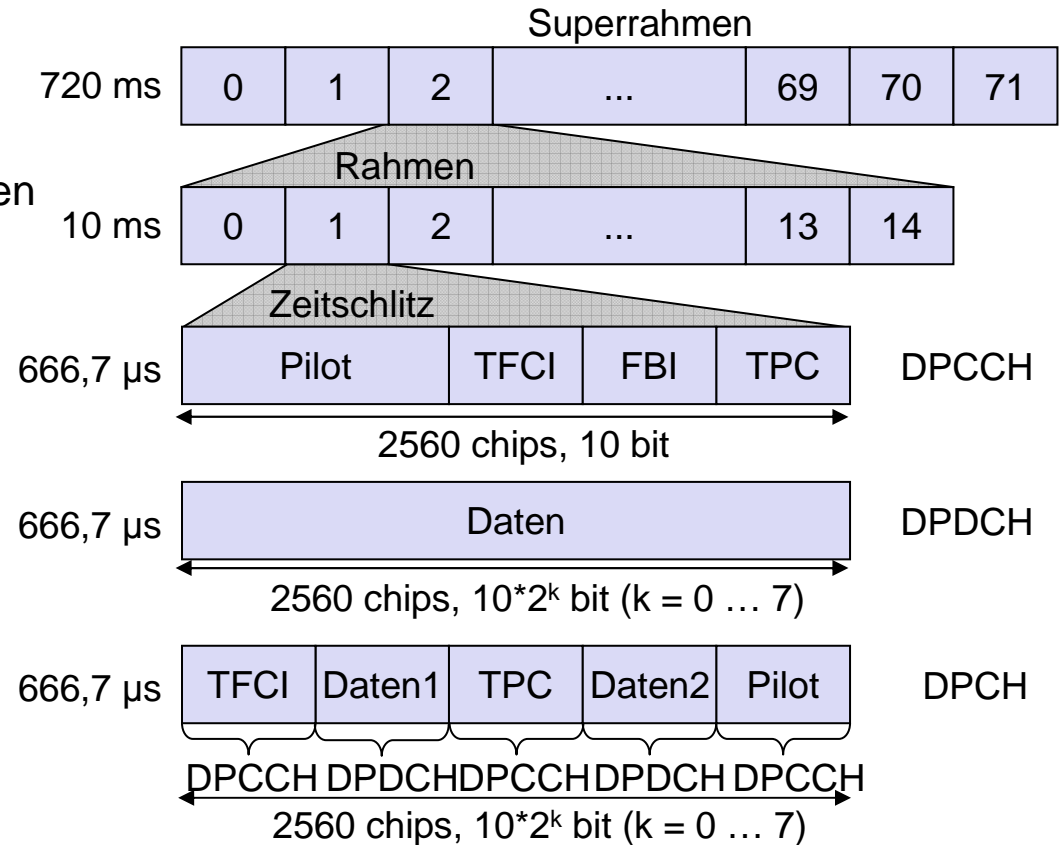 Superrahmen
720 ms 0 1 2 ... 69 70 71
Rahmen
en
10 ms 0 1 2 ... 13 14
Zeitschlitz
666,7 µs Pilot TFCI FBI TPC DPCCH
2560 chips, 10 bit
666,7 µs Daten DPDCH
2560 chips, 10*2ᵏ bit (k = 0 … 7)
666,7 µs TFCI Daten1 TPC Daten2 Pilot DPCH
DPCCH DPDCH DPCCH DPDCH DPCCH
2560 chips, 10*2ᵏ bit (k = 0 … 7)